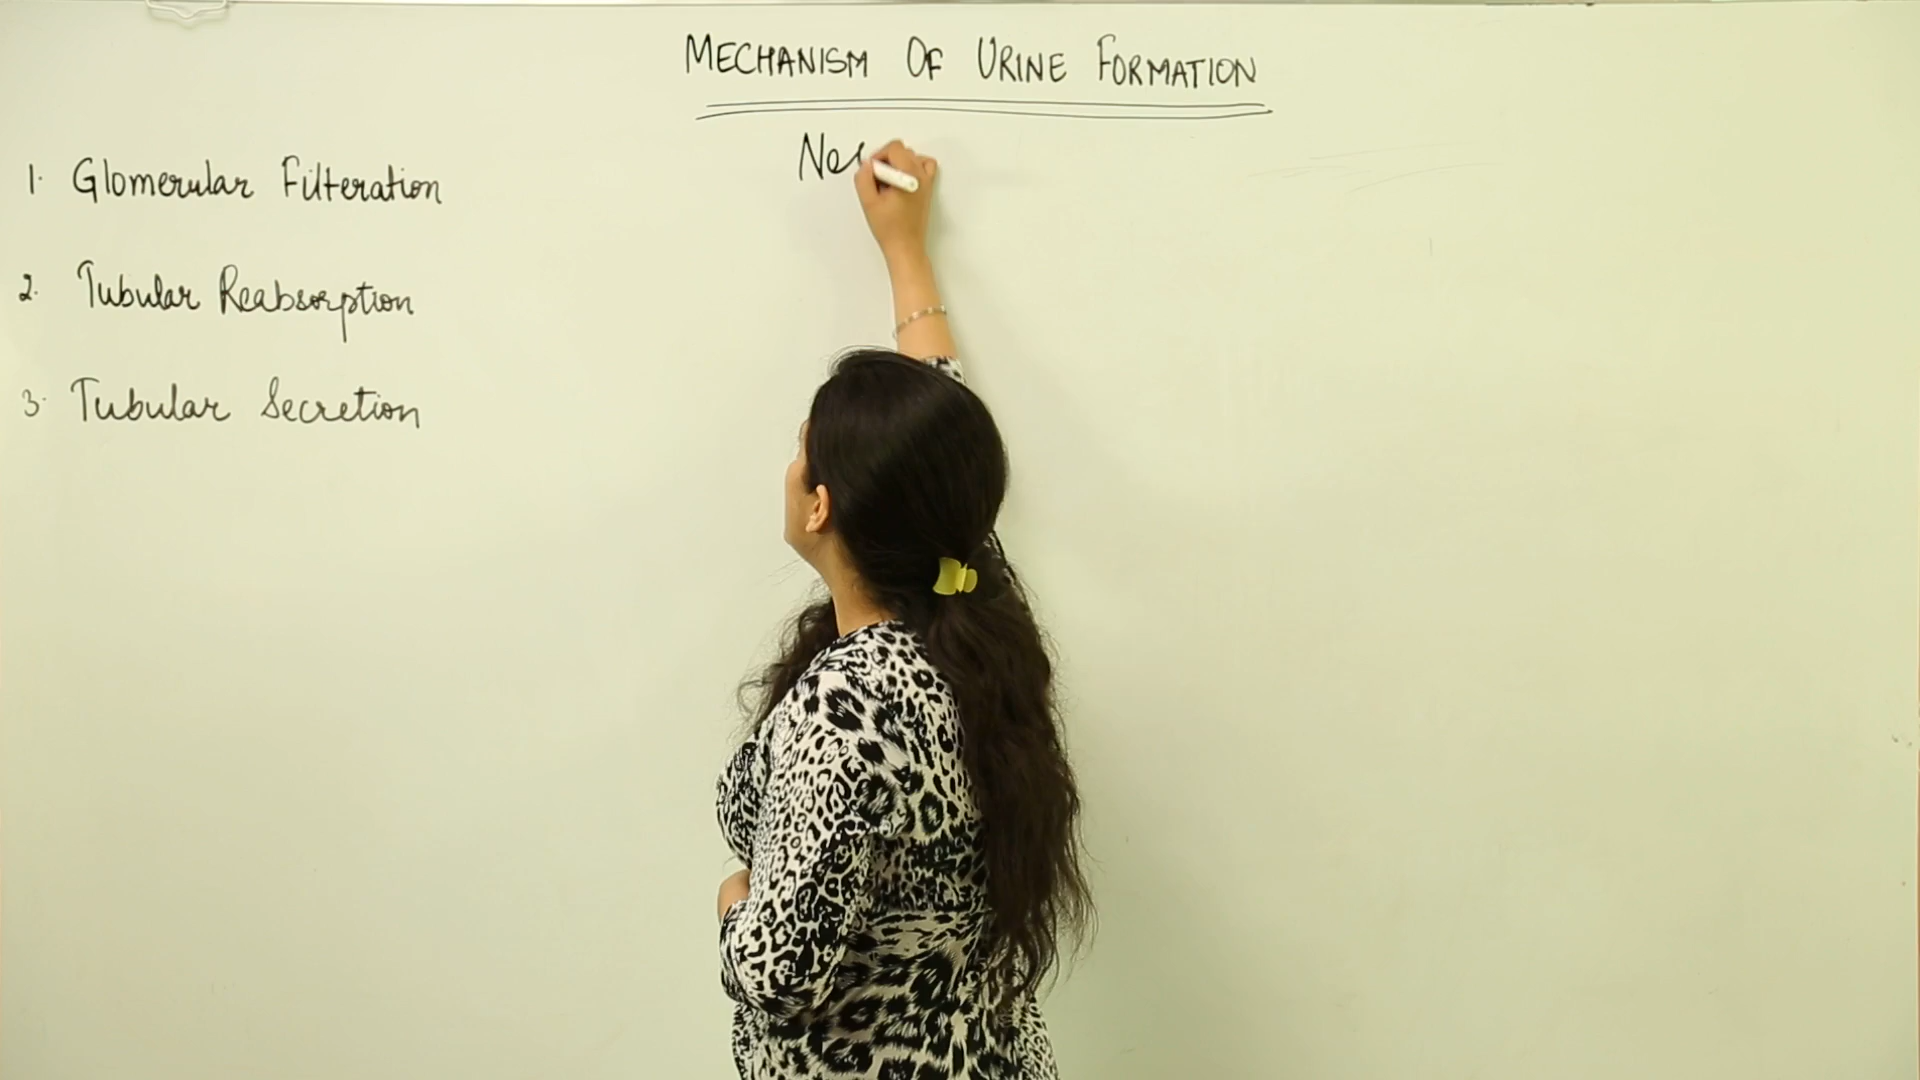 MECHANISM OF URINE FORMATION
1. Glomerular Filteration
2. Tubular Reabsorption
3. Tubular Secretion